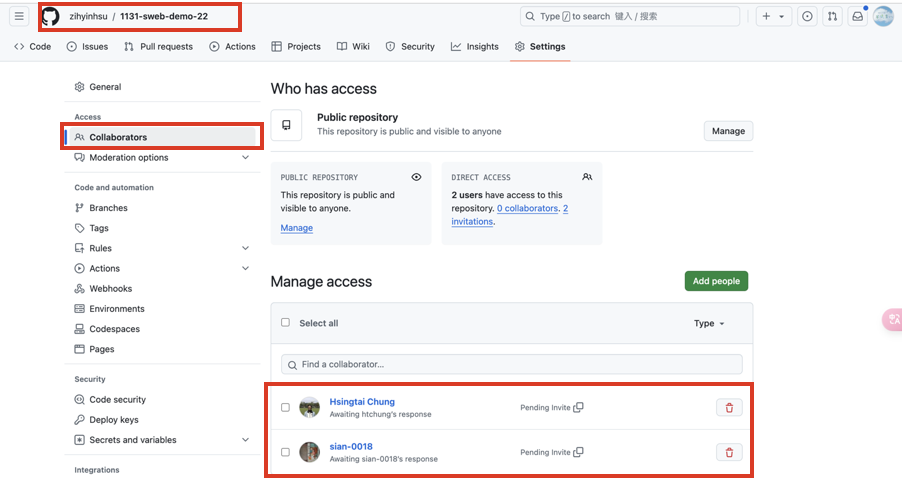 zihyinhsu / 1131-sweb-demo-22
Type / to search 键入 / 搜索
Code Issues Pull requests Actions Projects Wiki Security Insights Settings
General
Access
Collaborators
Moderation options
Code and automation
Branches
Tags
Rules
Actions
Webhooks
Environments
Codespaces
Pages
Security
Code security
Deploy keys
Secrets and variables
Integrations
Who has access
Public repository
This repository is public and visible to anyone
Manage
PUBLIC REPOSITORY
This repository is public and
visible to anyone.
Manage
DIRECT ACCESS
2 users have access to this
repository. 0 collaborators. 2
invitations.
Manage access
Add people
Select all
Type
Find a collaborator...
Hsingtai Chung
Awaiting htchung's response
Pending Invite
sian-0018
Awaiting sian-0018's response
Pending Invite